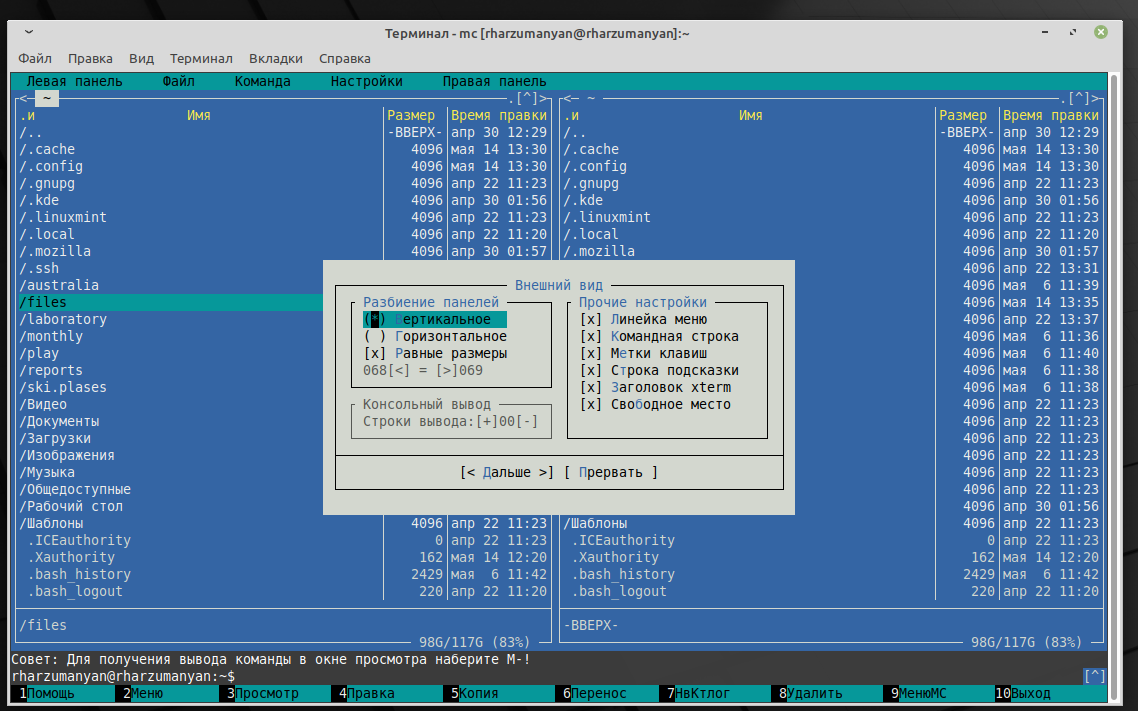 Терминал - mc [rharzumanyan@rharzumanyan]:~
Файл Правка Вид Терминал Вкладки Справка
Левая панель Файл Команда Настройки Правая панель
<─ ~ .[^]> <─ ~ .[^]>
.и Имя Размер Время правки .и Имя Размер Время правки
/.. -ВВЕРХ- апр 30 12:29 /.. -ВВЕРХ- апр 30 12:29
/.cache 4096 мая 14 13:30 /.cache 4096 мая 14 13:30
/.config 4096 мая 14 13:30 /.config 4096 мая 14 13:30
/.gnupg 4096 апр 22 11:23 /.gnupg 4096 апр 22 11:23
/.kde 4096 апр 30 01:56 /.kde 4096 апр 30 01:56
/.linuxmint 4096 апр 22 11:23 /.linuxmint 4096 апр 22 11:23
/.local 4096 апр 22 11:20 /.local 4096 апр 22 11:20
/.mozilla 4096 апр 30 01:57 /.mozilla 4096 апр 30 01:57
/.ssh 4096 апр 22 13:31
/australia Внешний вид 4096 мая 6 11:39
/files Разбиение панелей Прочие настройки 4096 мая 14 13:35
/laboratory (*) Вертикальное [x] Линейка меню 4096 апр 22 13:37
/monthly ( ) Горизонтальное [x] Командная строка 4096 мая 6 11:36
/play [x] Равные размеры [x] Метки клавиш 4096 мая 6 11:40
/reports 068[<] = [>]069 [x] Строка подсказки 4096 мая 6 11:38
/ski.plases [x] Заголовок xterm 4096 мая 6 11:38
/Видео Консольный вывод [x] Свободное место 4096 апр 22 11:23
/Документы Строки вывода:[+]00[-] 4096 апр 22 11:23
/Загрузки 4096 апр 22 11:23
/Изображения 4096 апр 22 11:23
/Музыка [< Дальше >] [ Прервать ] 4096 апр 22 11:23
/Общедоступные 4096 апр 22 11:23
/Рабочий стол 4096 апр 30 01:56
/Шаблоны 4096 апр 22 11:23 /Шаблоны 4096 апр 22 11:23
.ICEauthority 0 апр 22 11:23 .ICEauthority 0 апр 22 11:23
.Xauthority 162 мая 14 12:20 .Xauthority 162 мая 14 12:20
.bash_history 2429 мая 6 11:42 .bash_history 2429 мая 6 11:42
.bash_logout 220 апр 22 11:20 .bash_logout 220 апр 22 11:20
/files -ВВЕРХ-
98G/117G (83%) 98G/117G (83%)
Совет: Для получения вывода команды в окне просмотра наберите M-!
rharzumanyan@rharzumanyan:~$ [^]
1Помощь 2Меню 3Просмотр 4Правка 5Копия 6Перенос 7НвКтлог 8Удалить 9МенюМС 10Выход